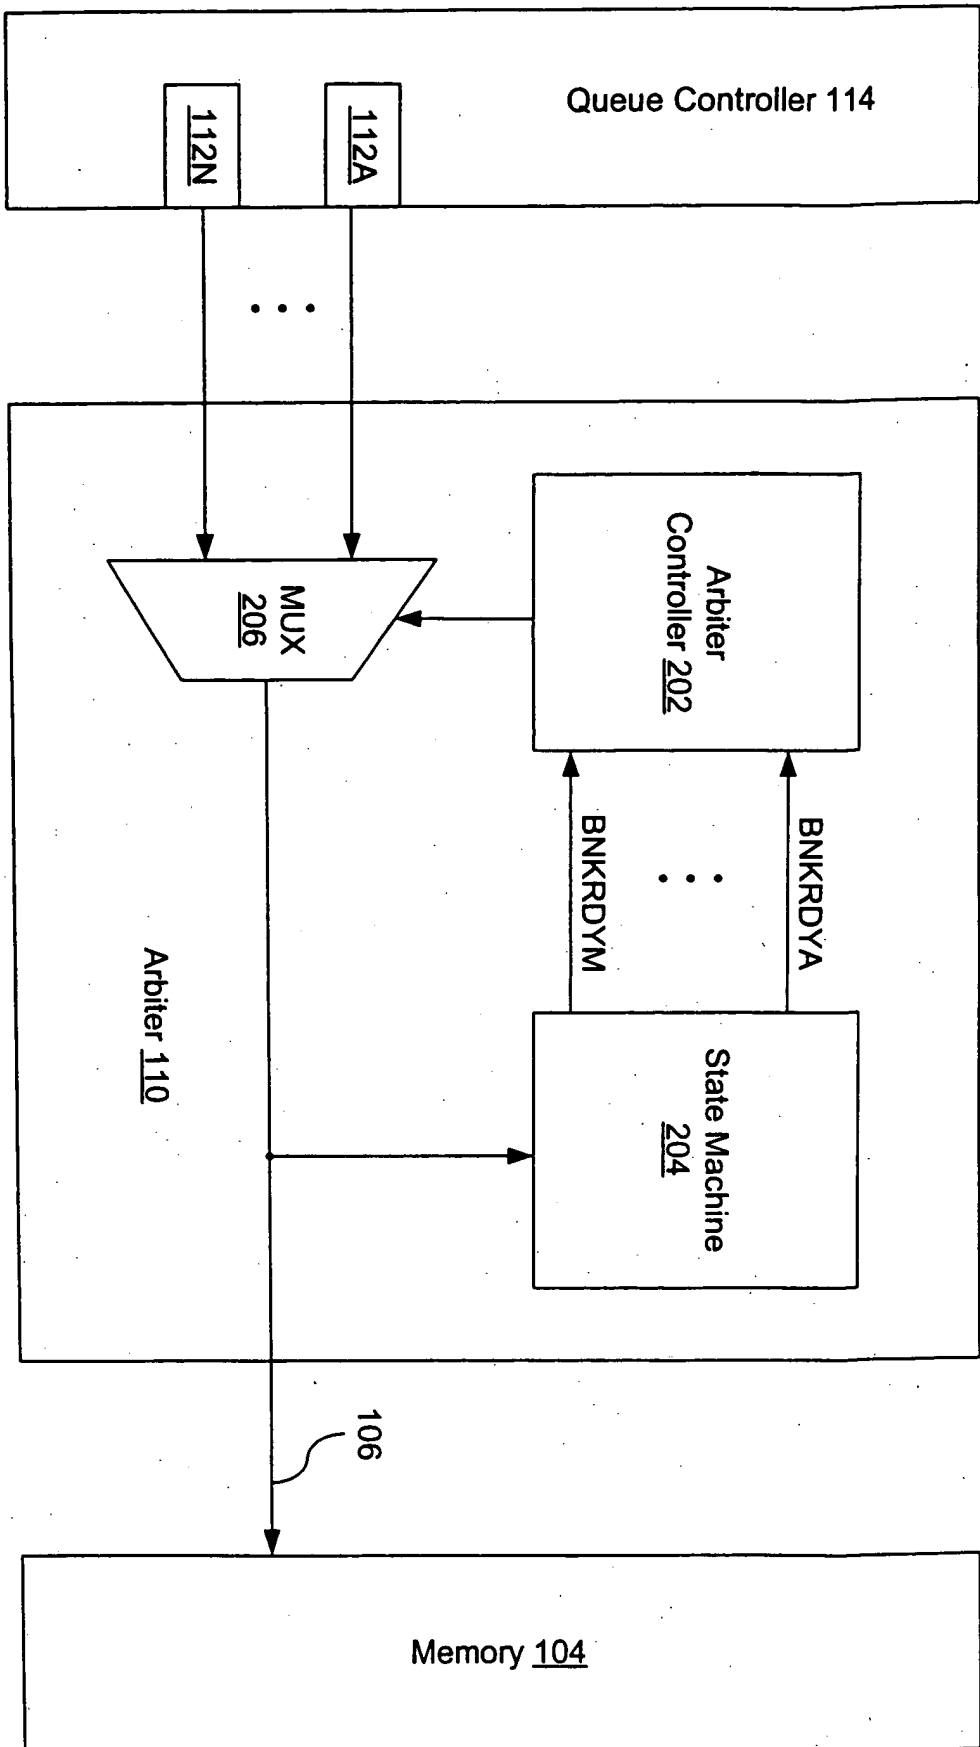 Queue Controller 114
112A
112N
Arbiter
Controller 202
BNKRDYA
BNKRDYM
State Machine
204
MUX
206
Arbiter 110
106
Memory 104